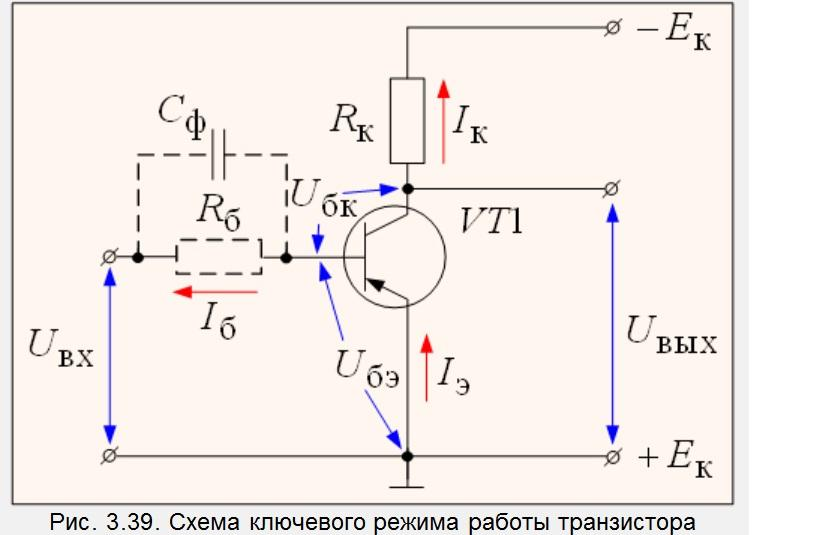 − Eк
Cф
Rк
Iк
Rб
Uбк
VT1
Iб
Uвх
Uбэ
Iэ
Uвых
+ Eк
Рис. 3.39. Схема ключевого режима работы транзистора